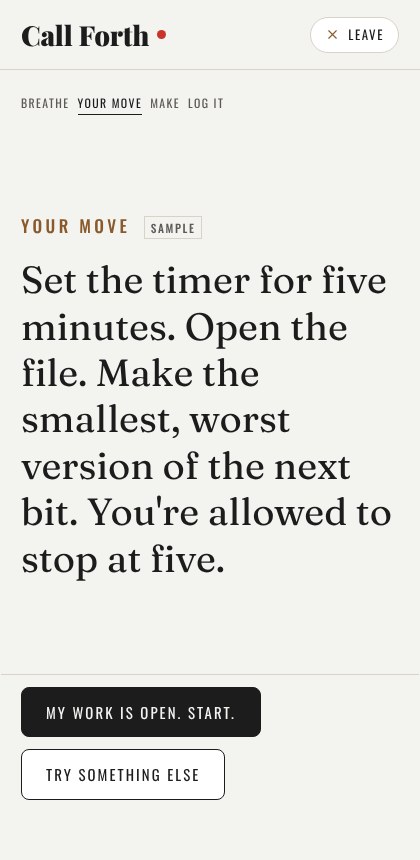 Call Forth
× LEAVE
BREATHE YOUR MOVE MAKE LOG IT
YOUR MOVE SAMPLE
Set the timer for five
minutes. Open the
file. Make the
smallest, worst
version of the next
bit. You're allowed to
stop at five.
MY WORK IS OPEN. START.
TRY SOMETHING ELSE